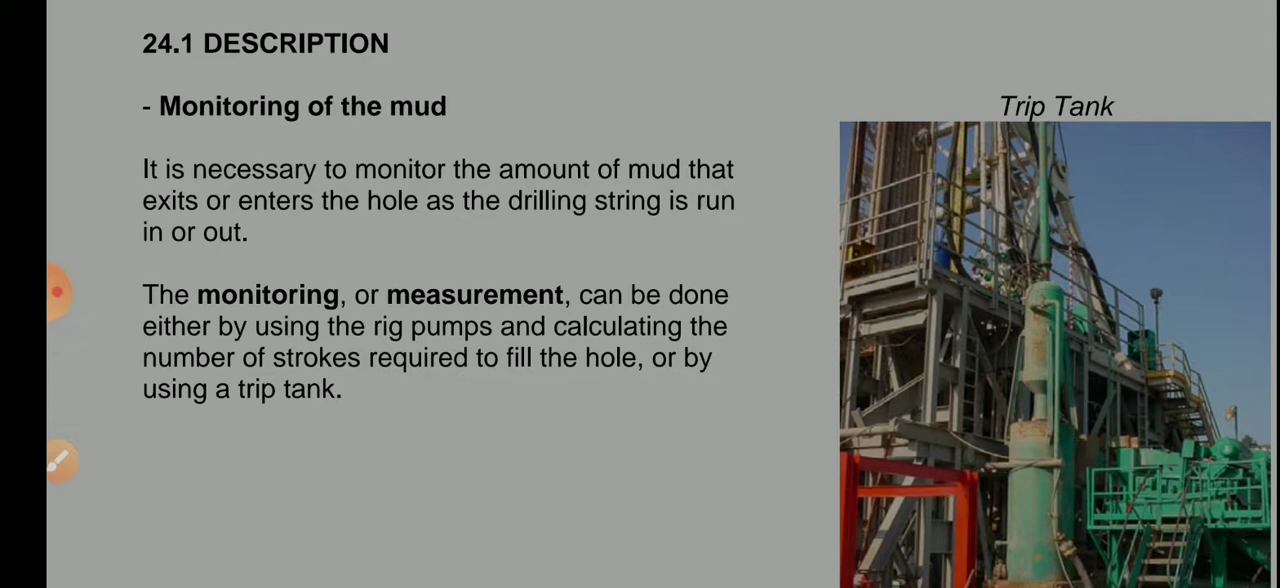 24.1 DESCRIPTION
- Monitoring of the mud
Trip Tank
It is necessary to monitor the amount of mud that
exits or enters the hole as the drilling string is run
in or out.
The monitoring, or measurement, can be done
either by using the rig pumps and calculating the
number of strokes required to fill the hole, or by
using a trip tank.